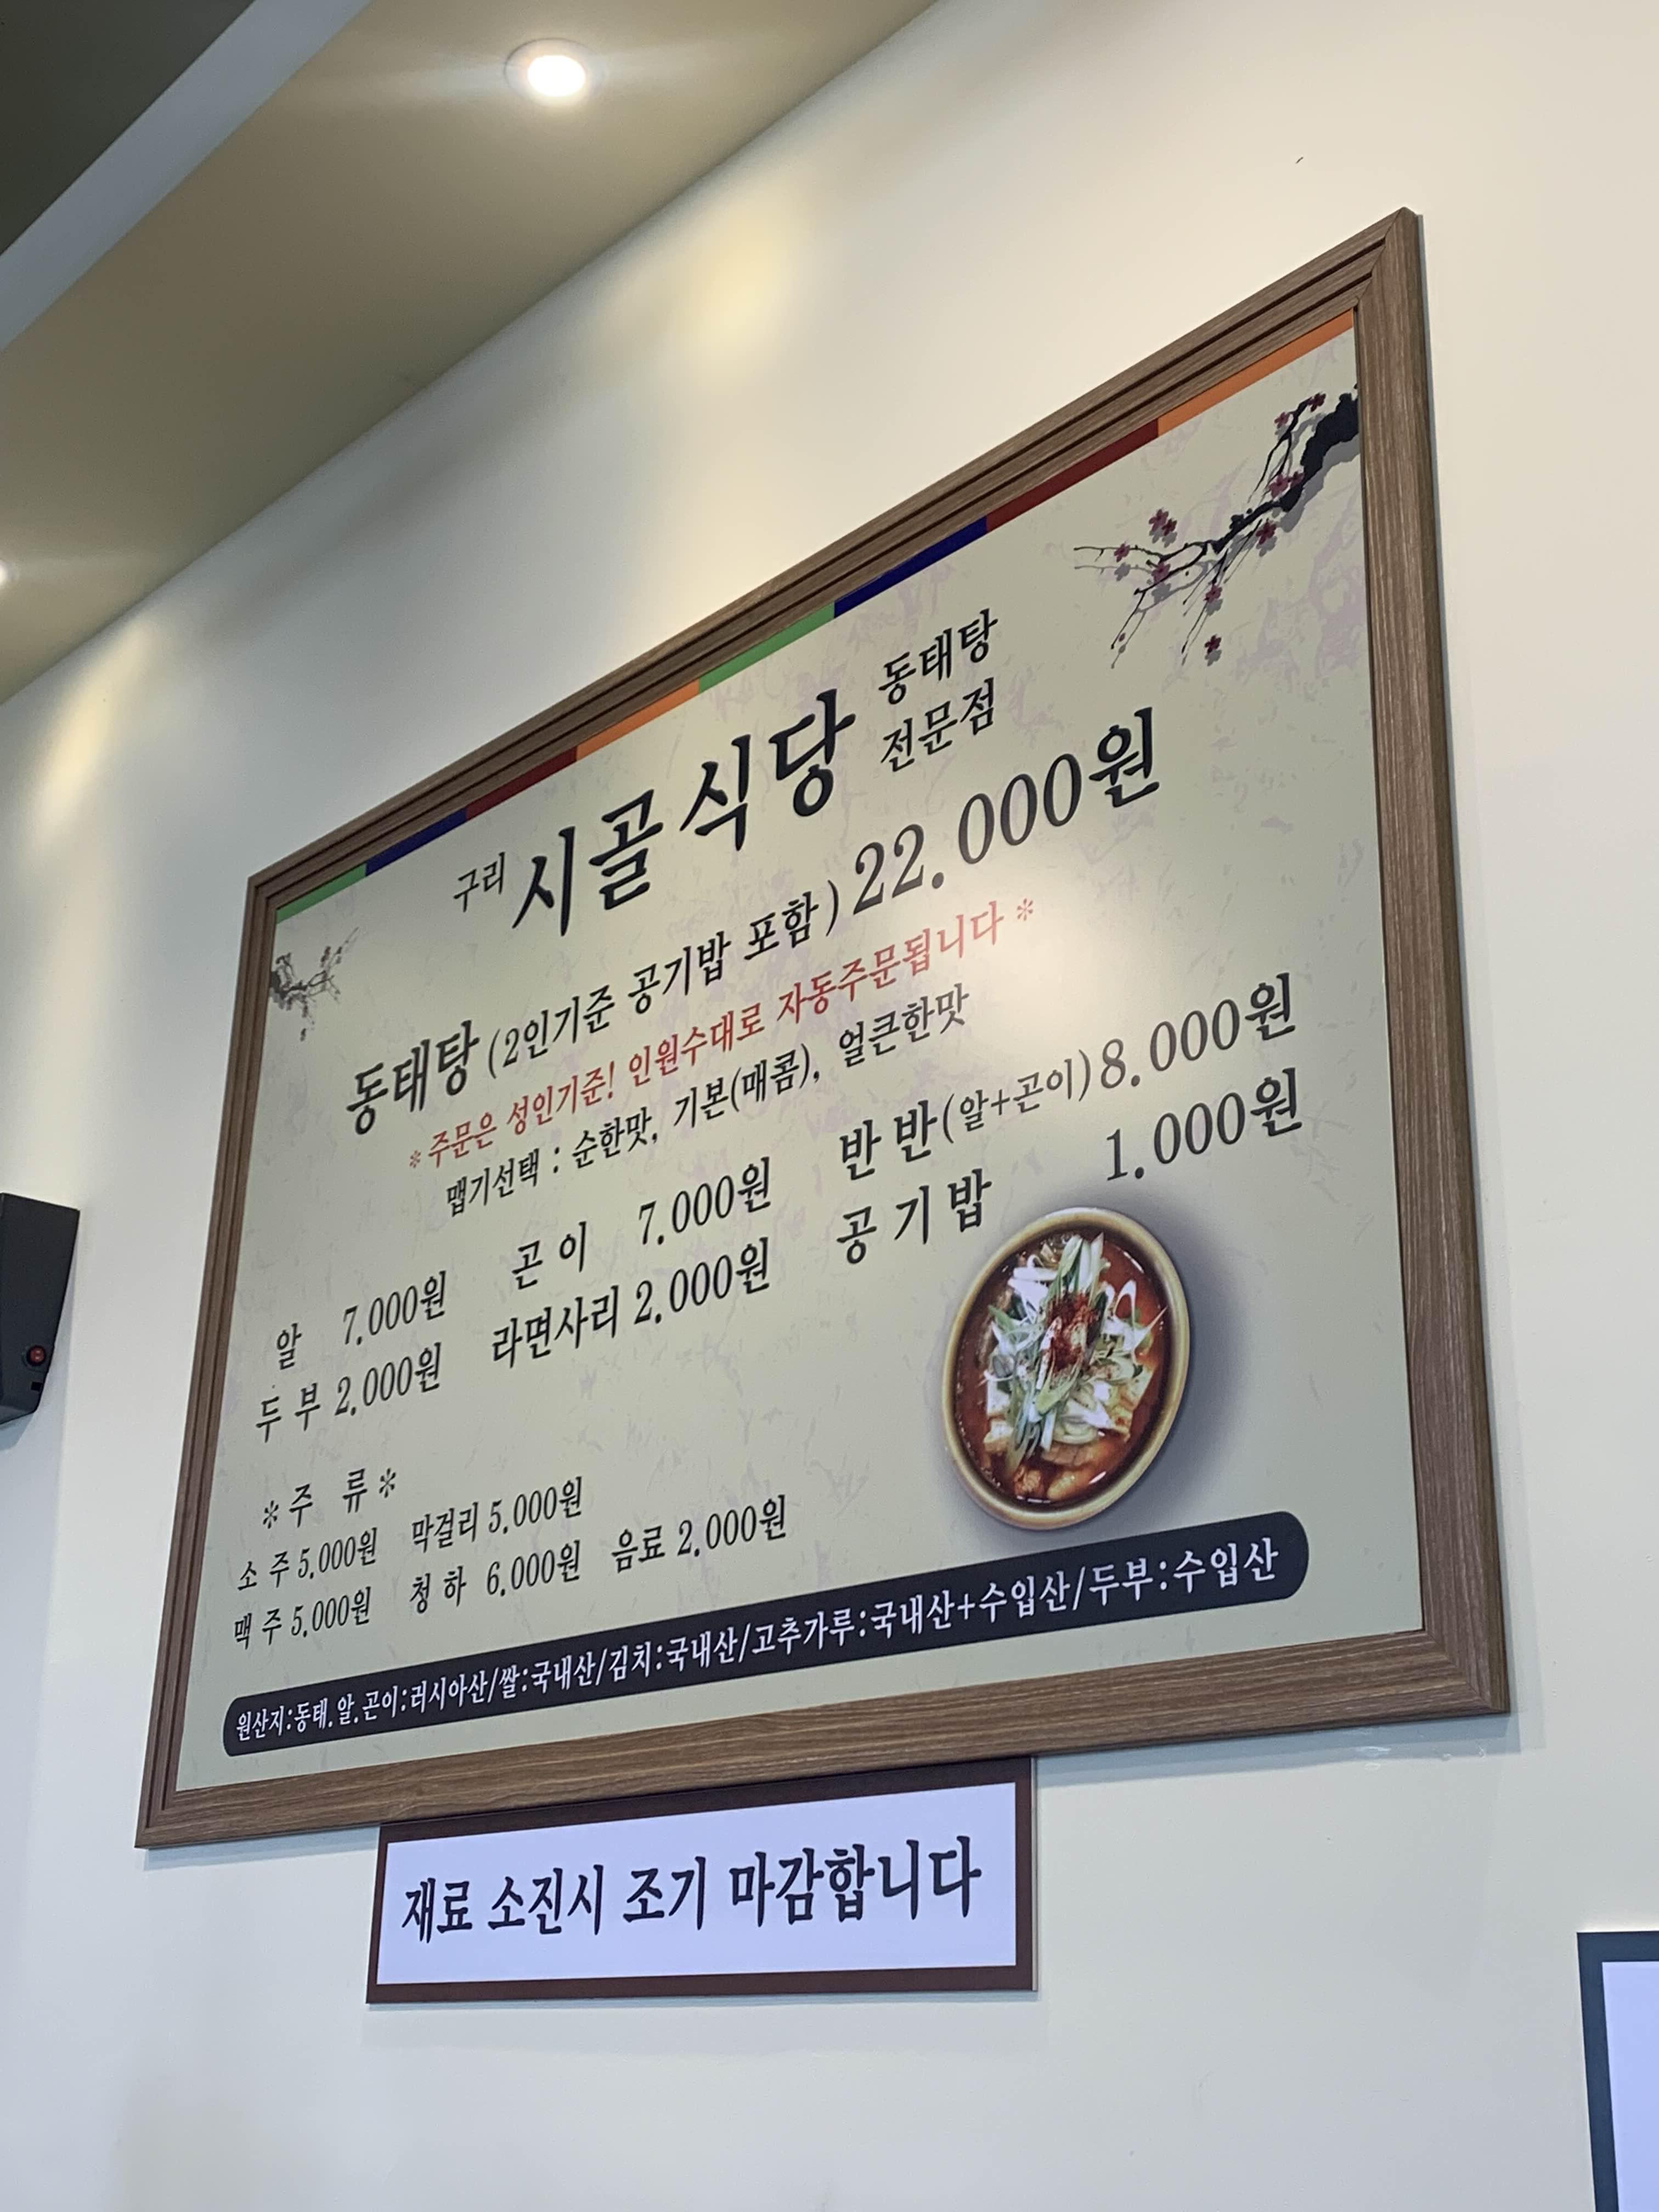 구리 시골식당 동태탕 전문점
동태탕(2인기준 공기밥 포함) 22.000원
*주문은 성인기준! 인원수대로 자동주문됩니다*
맵기선택 : 순한맛, 기본(매콤), 얼큰한맛
알 7.000원 곤이 7.000원 반반(알+곤이) 8.000원
두부 2.000원 라면사리 2.000원 공기밥 1.000원
*주 류*
소주 5.000원 막걸리 5.000원
맥주 5.000원 청하 6.000원 음료 2.000원
원산지:동태.알.곤이:러시아산/쌀:국내산/김치:국내산/고추가루:국내산+수입산/두부:수입산
재료 소진시 조기 마감합니다